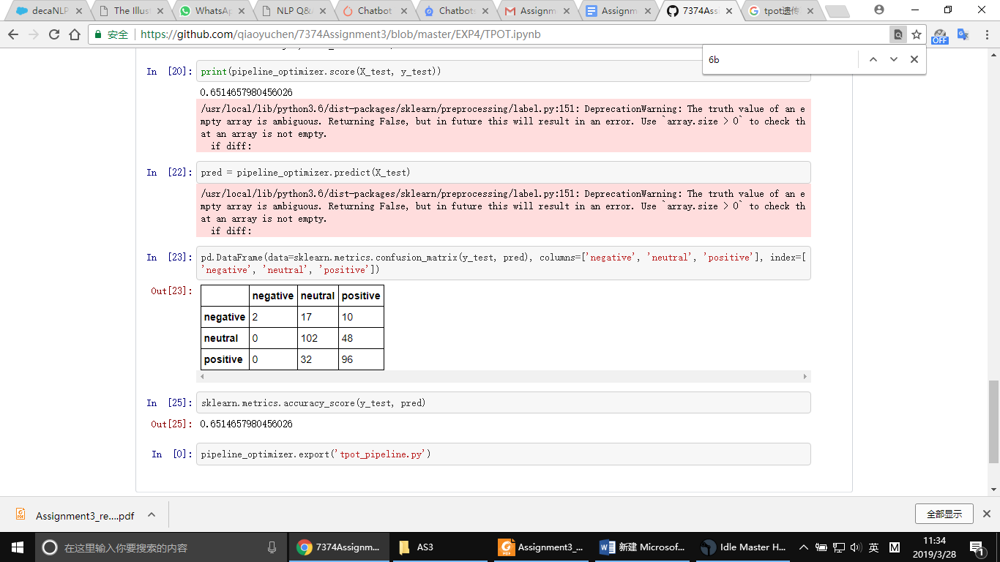 decaNLP
The Illust
WhatsAp
NLP Q&A
Chatbot
Chatbots
Assignm
Assignm
7374Assi
tpot遗传
安全
https://github.com/qiaoyuchen/7374Assignment3/blob/master/EXP4/TPOT.ipynb
OFF
6b
In [20]: print(pipeline_optimizer.score(X_test, y_test))
0.6514657980456026
/usr/local/lib/python3.6/dist-packages/sklearn/preprocessing/label.py:151: DeprecationWarning: The truth value of an e
mpty array is ambiguous. Returning False, but in future this will result in an error. Use `array.size > 0` to check th
at an array is not empty.
if diff:
In [22]: pred = pipeline_optimizer.predict(X_test)
/usr/local/lib/python3.6/dist-packages/sklearn/preprocessing/label.py:151: DeprecationWarning: The truth value of an e
mpty array is ambiguous. Returning False, but in future this will result in an error. Use `array.size > 0` to check th
at an array is not empty.
if diff:
In [23]: pd.DataFrame(data=sklearn.metrics.confusion_matrix(y_test, pred), columns=['negative', 'neutral', 'positive'], index=[
'negative', 'neutral', 'positive'])
Out[23]:
negative neutral positive
negative 2 17 10
neutral 0 102 48
positive 0 32 96
In [25]: sklearn.metrics.accuracy_score(y_test, pred)
Out[25]: 0.6514657980456026
In [0]: pipeline_optimizer.export('tpot_pipeline.py')
Assignment3_re....pdf
全部显示
在这里输入你要搜索的内容
7374Assignm...
AS3
Assignment3_...
新建 Microsof...
Idle Master H...
英
M
11:34
2019/3/28
1